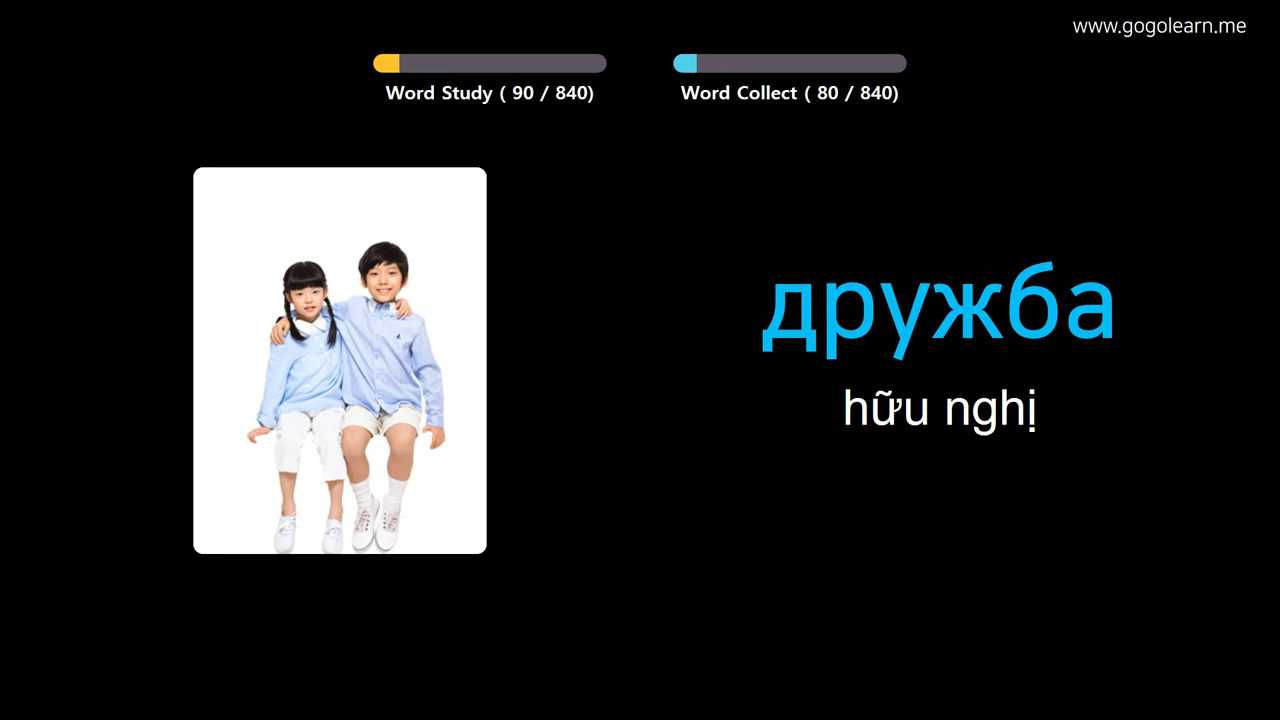 www.gogolearn.me
Word Study ( 90 / 840)
Word Collect ( 80 / 840)
дружба
hữu nghị